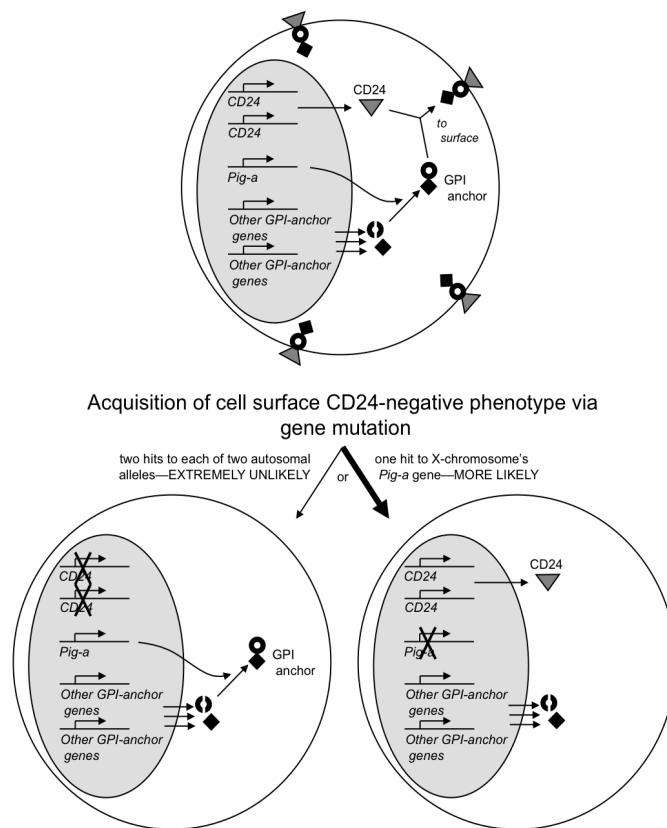 CD24
CD24
CD24
to
surface
Pig-a
GPI
anchor
Other GPI-anchor
genes
Other GPI-anchor
genes
Acquisition of cell surface CD24-negative phenotype via
gene mutation
two hits to each of two autosomal
alleles—EXTREMELY UNLIKELY
or
one hit to X-chromosome's
Pig-a gene—MORE LIKELY
CD24
CD24
Pig-a
GPI
anchor
Other GPI-anchor
genes
Other GPI-anchor
genes
CD24
CD24
CD24
Pig-a
Other GPI-anchor
genes
Other GPI-anchor
genes